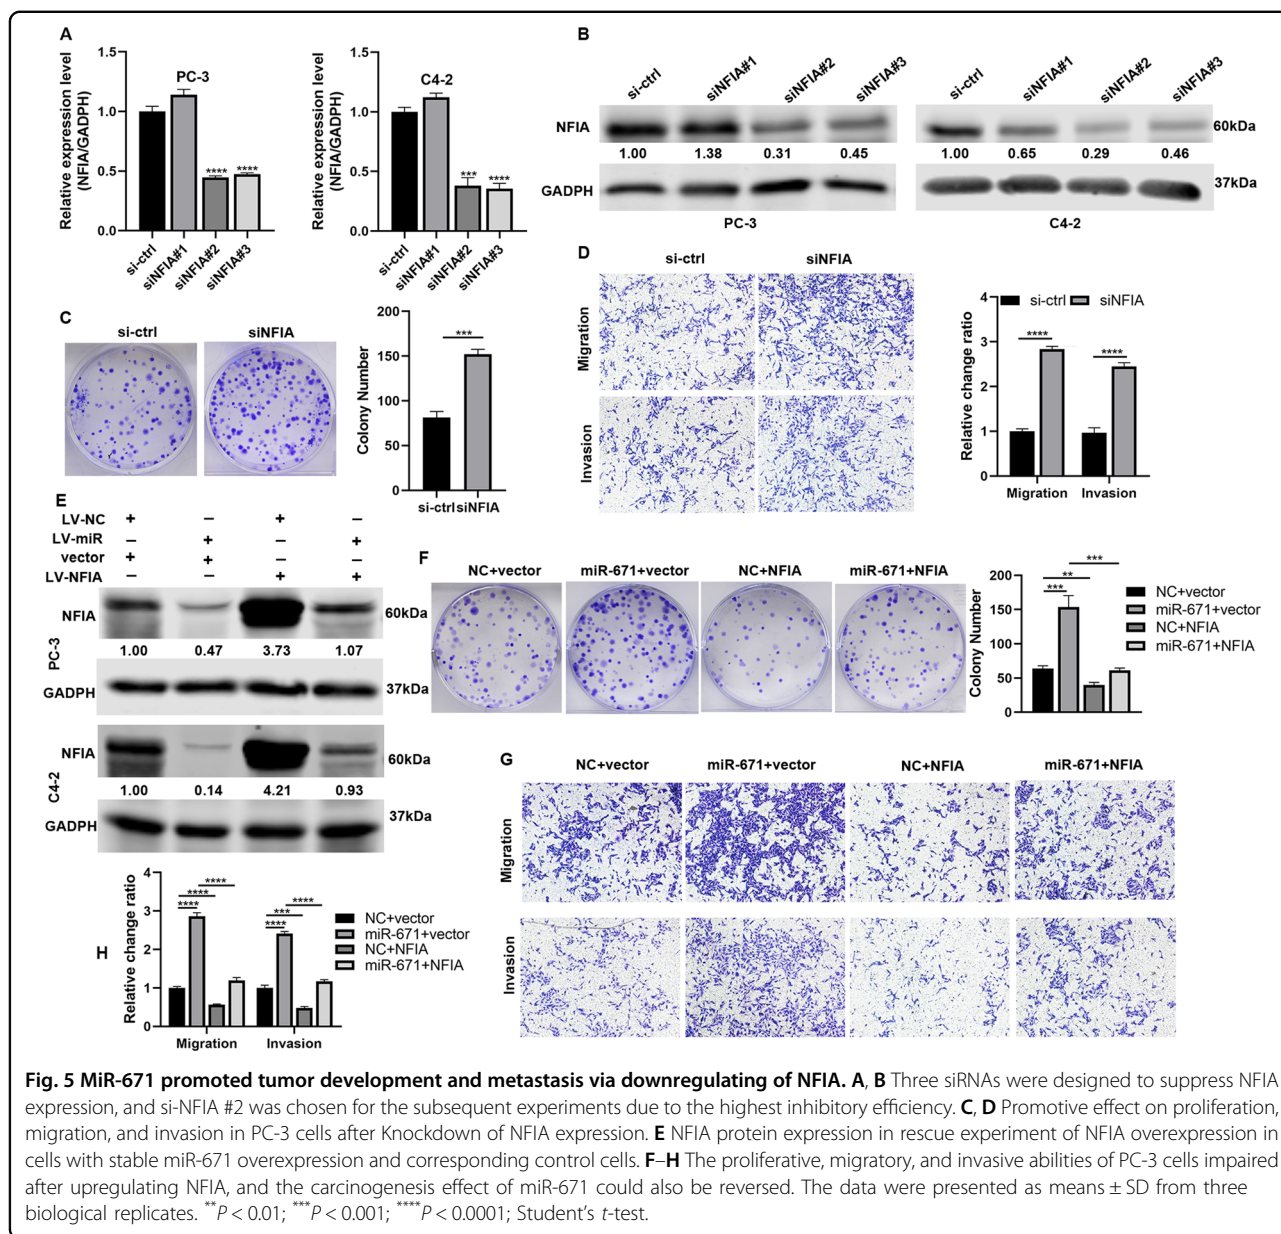 A
Relative expression level
(NFIA/GADPH)
1.5
1.0
0.5
0.0
PC-3
****
****
si-ctrl
siNFIA#1
siNFIA#2
siNFIA#3
Relative expression level
(NFIA/GADPH)
1.5
1.0
0.5
0.0
C4-2
***
****
si-ctrl
siNFIA#1
siNFIA#2
siNFIA#3
B
si-ctrl siNFIA#1 siNFIA#2 siNFIA#3 si-ctrl siNFIA#1 siNFIA#2 siNFIA#3
NFIA 60kDa
1.00 1.38 0.31 0.45 1.00 0.65 0.29 0.46
GADPH 37kDa
PC-3 C4-2
C
si-ctrl siNFIA
Colony Number
200
150
100
50
0
***
si-ctrl siNFIA
D
si-ctrl siNFIA
Migration
Invasion
Relative change ratio
4
3
2
1
0
si-ctrl siNFIA
****
****
Migration Invasion
E
LV-NC + – + –
LV-miR – + – +
vector + + – –
LV-NFIA – – + +
PC-3
NFIA 60kDa
1.00 0.47 3.73 1.07
GADPH 37kDa
C4-2
NFIA 60kDa
1.00 0.14 4.21 0.93
GADPH 37kDa
F
NC+vector miR-671+vector NC+NFIA miR-671+NFIA
Colony Number
200
150
100
50
0
***
**
***
NC+vector
miR-671+vector
NC+NFIA
miR-671+NFIA
G
NC+vector miR-671+vector NC+NFIA miR-671+NFIA
Migration
Invasion
H
Relative change ratio
4
3
2
1
0
****
****
****
****
***
****
Migration Invasion
NC+vector
miR-671+vector
NC+NFIA
miR-671+NFIA
Fig. 5 MiR-671 promoted tumor development and metastasis via downregulating of NFIA. A, B Three siRNAs were designed to suppress NFIA
expression, and si-NFIA #2 was chosen for the subsequent experiments due to the highest inhibitory efficiency. C, D Promotive effect on proliferation,
migration, and invasion in PC-3 cells after Knockdown of NFIA expression. E NFIA protein expression in rescue experiment of NFIA overexpression in
cells with stable miR-671 overexpression and corresponding control cells. F–H The proliferative, migratory, and invasive abilities of PC-3 cells impaired
after upregulating NFIA, and the carcinogenesis effect of miR-671 could also be reversed. The data were presented as means ± SD from three
biological replicates. **P < 0.01; ***P < 0.001; ****P < 0.0001; Student's t-test.